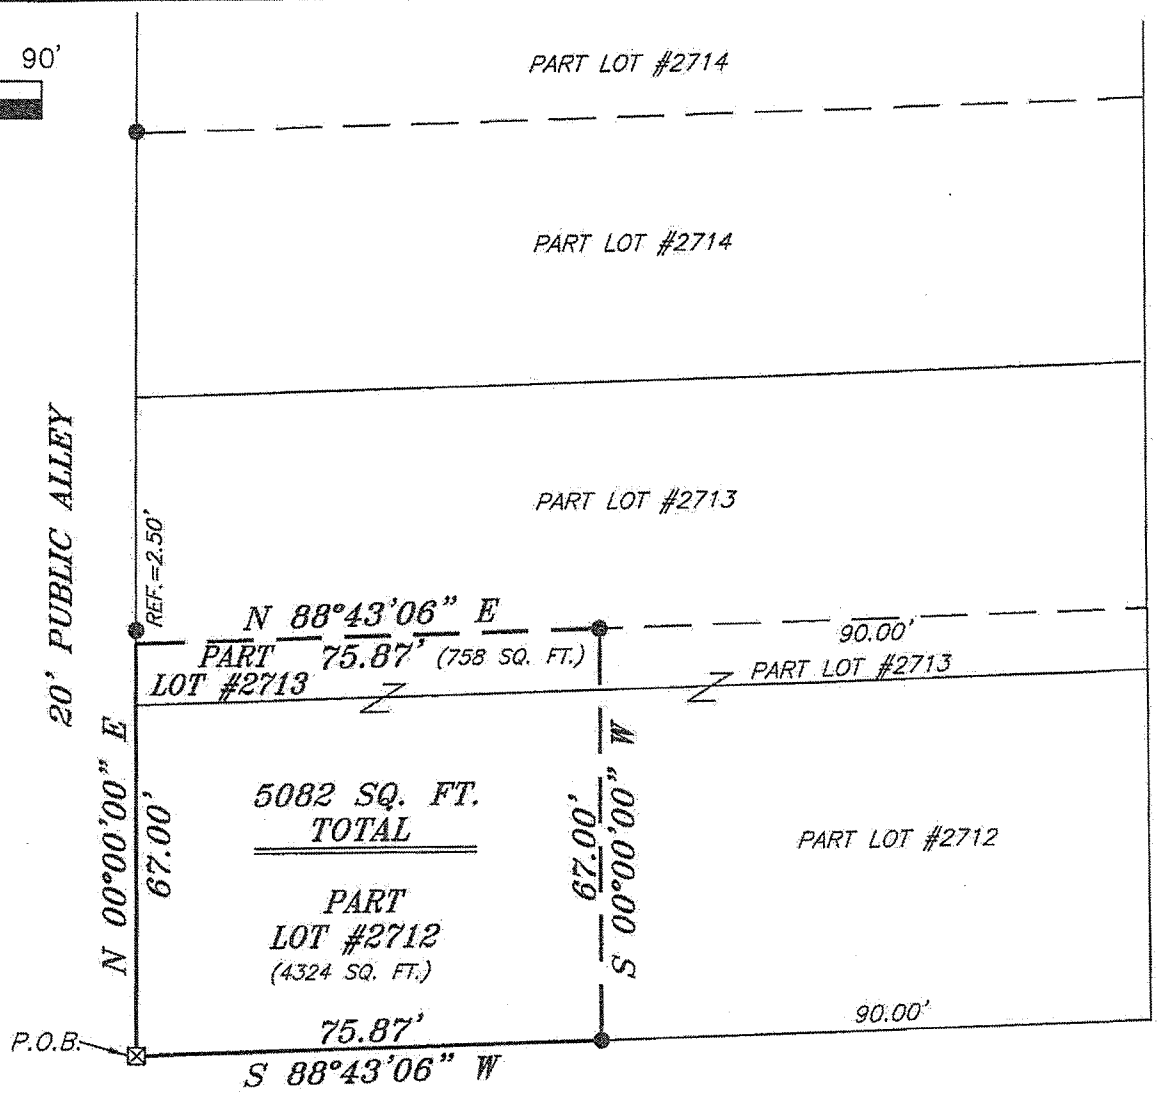 90'
PART LOT #2714
PART LOT #2714
20' PUBLIC ALLEY
PART LOT #2713
REF.=2.50'
N 88°43'06" E
90.00'
PART 75.87' (758 SQ. FT.)
LOT #2713
PART LOT #2713
N 00°00'00" E
67.00'
5082 SQ. FT.
TOTAL
67.00'
S 00°00'00" W
PART LOT #2712
PART
LOT #2712
(4324 SQ. FT.)
75.87'
90.00'
P.O.B.
S 88°43'06" W